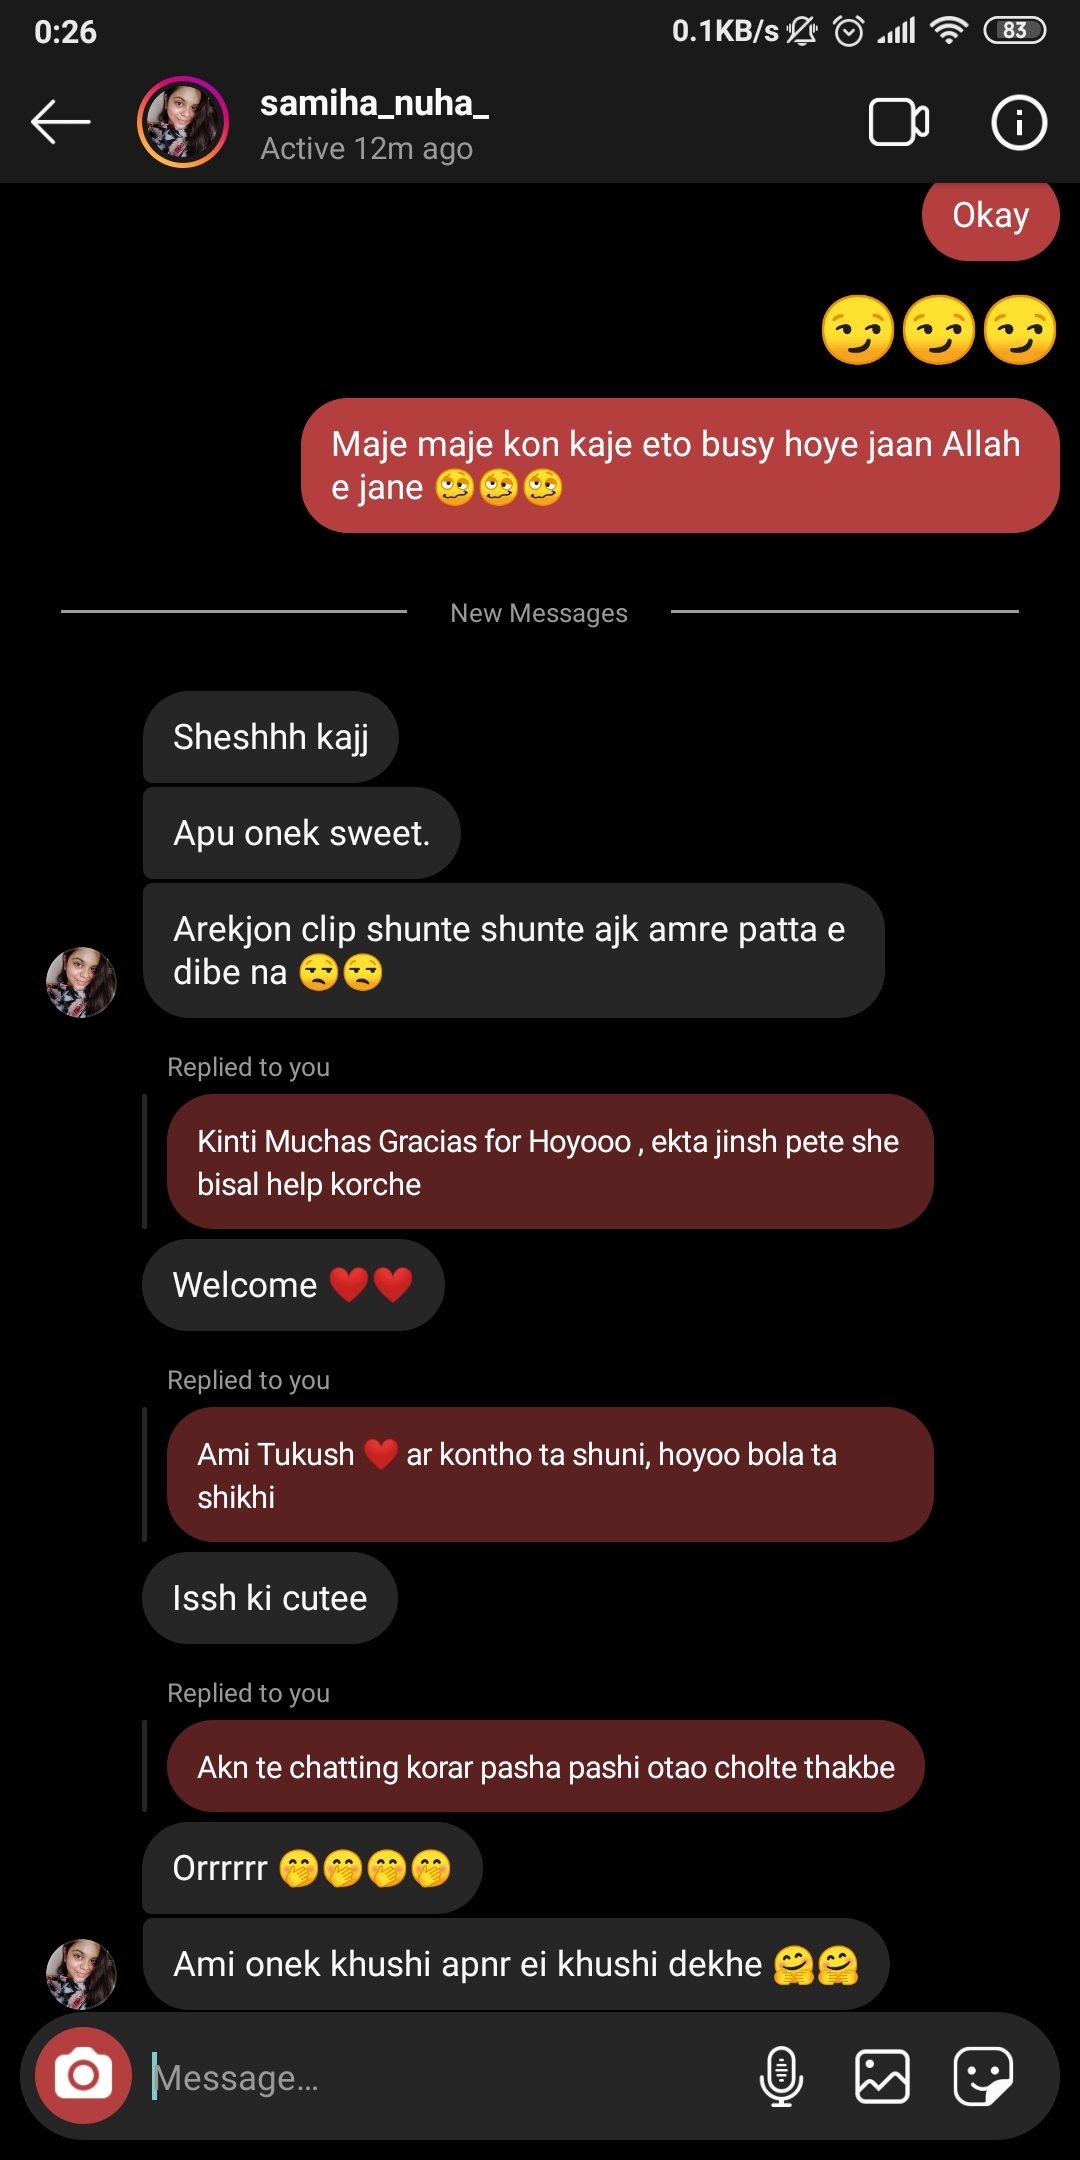 0:26
0.1KB/s
83
samiha_nuha_
Active 12m ago
Okay
😏😏😏
Maje maje kon kaje eto busy hoye jaan Allah
e jane 🥴🥴🥴
New Messages
Sheshhh kajj
Apu onek sweet.
Arekjon clip shunte shunte ajk amre patta e
dibe na 😒😒
Replied to you
Kinti Muchas Gracias for Hoyooo , ekta jinsh pete she
bisal help korche
Welcome ❤️❤️
Replied to you
Ami Tukush ❤️ ar kontho ta shuni, hoyoo bola ta
shikhi
Issh ki cutee
Replied to you
Akn te chatting korar pasha pashi otao cholte thakbe
Orrrrrr 🤭🤭🤭🤭
Ami onek khushi apnr ei khushi dekhe 🤗🤗
Message...